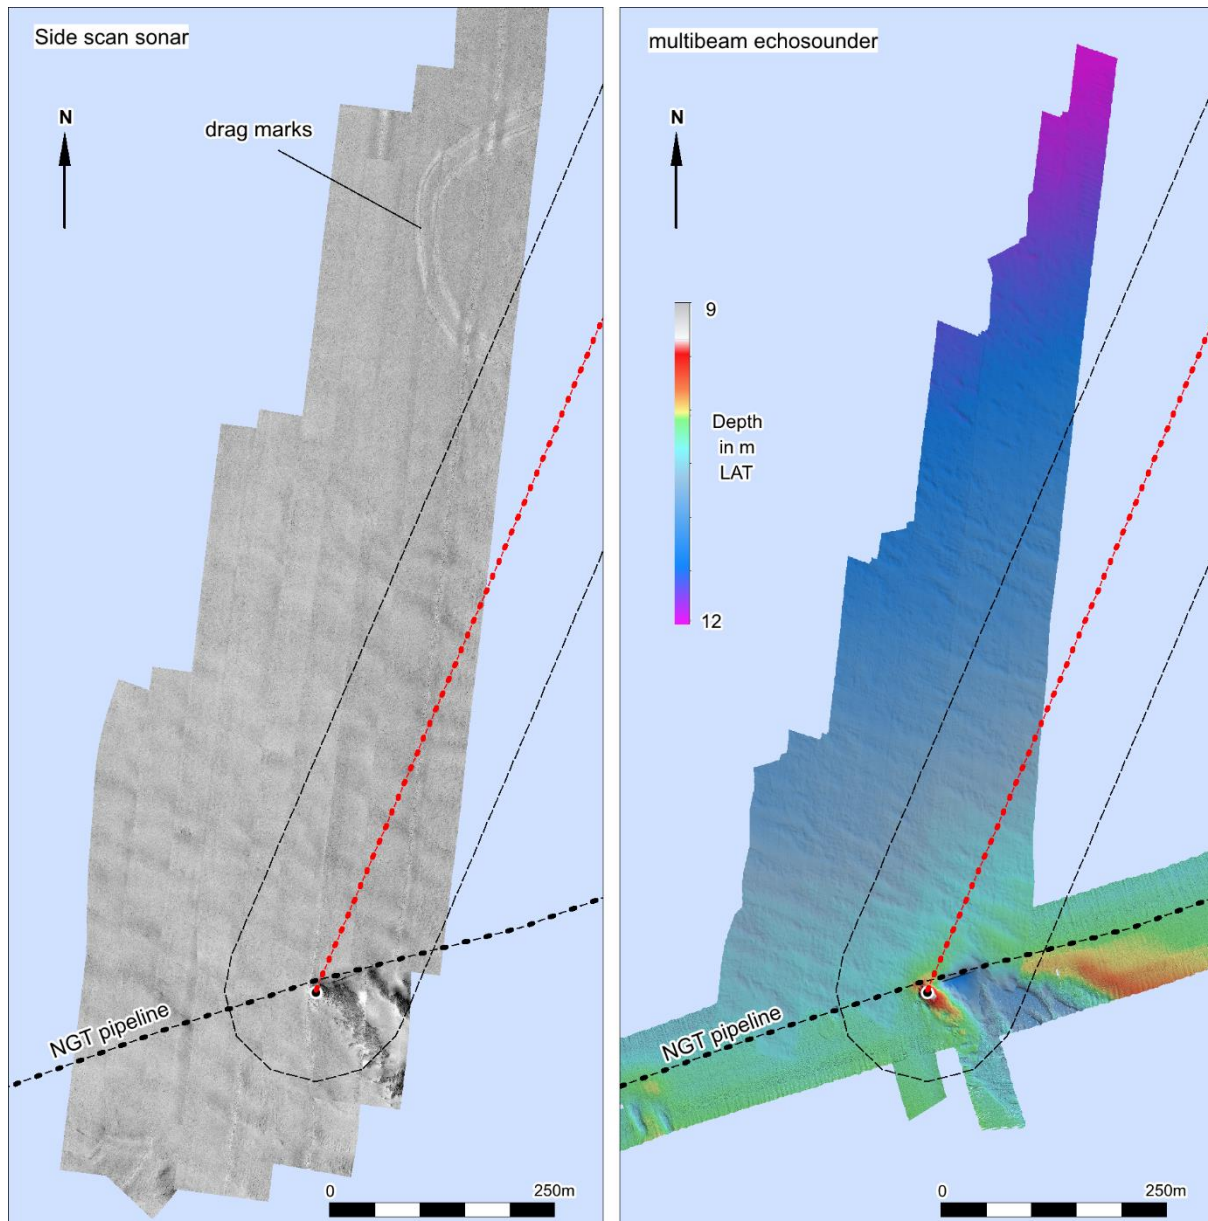 Side scan sonar
N
drag marks
NGT pipeline
0
250m
multibeam echosounder
N
9
Depth
in m
LAT
12
NGT pipeline
0
250m